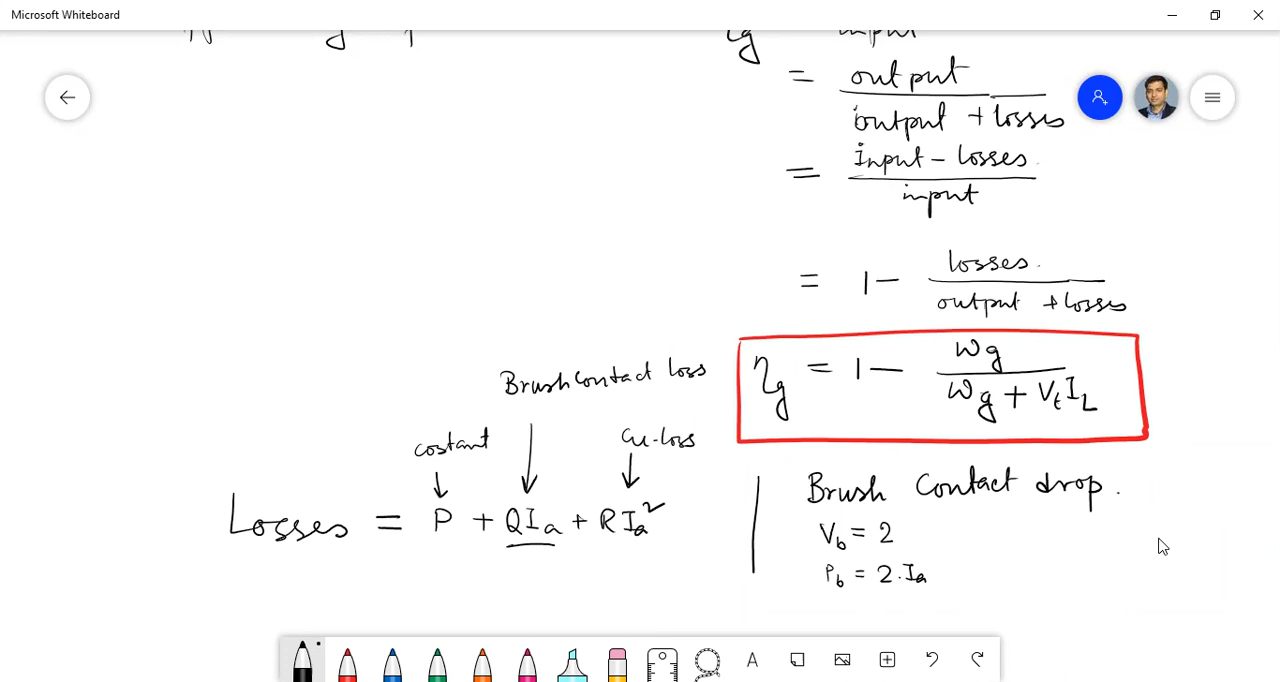 Microsoft Whiteboard
= output
output + losses
= Input - losses
input
= 1 - losses
output + losses
ηg = 1 - Wg
Wg + VtIL
Brush Contact loss
costant
Cu-loss
Losses = P + QIa + RIa²
Brush Contact drop.
Vb = 2
Pb = 2.Ia
A